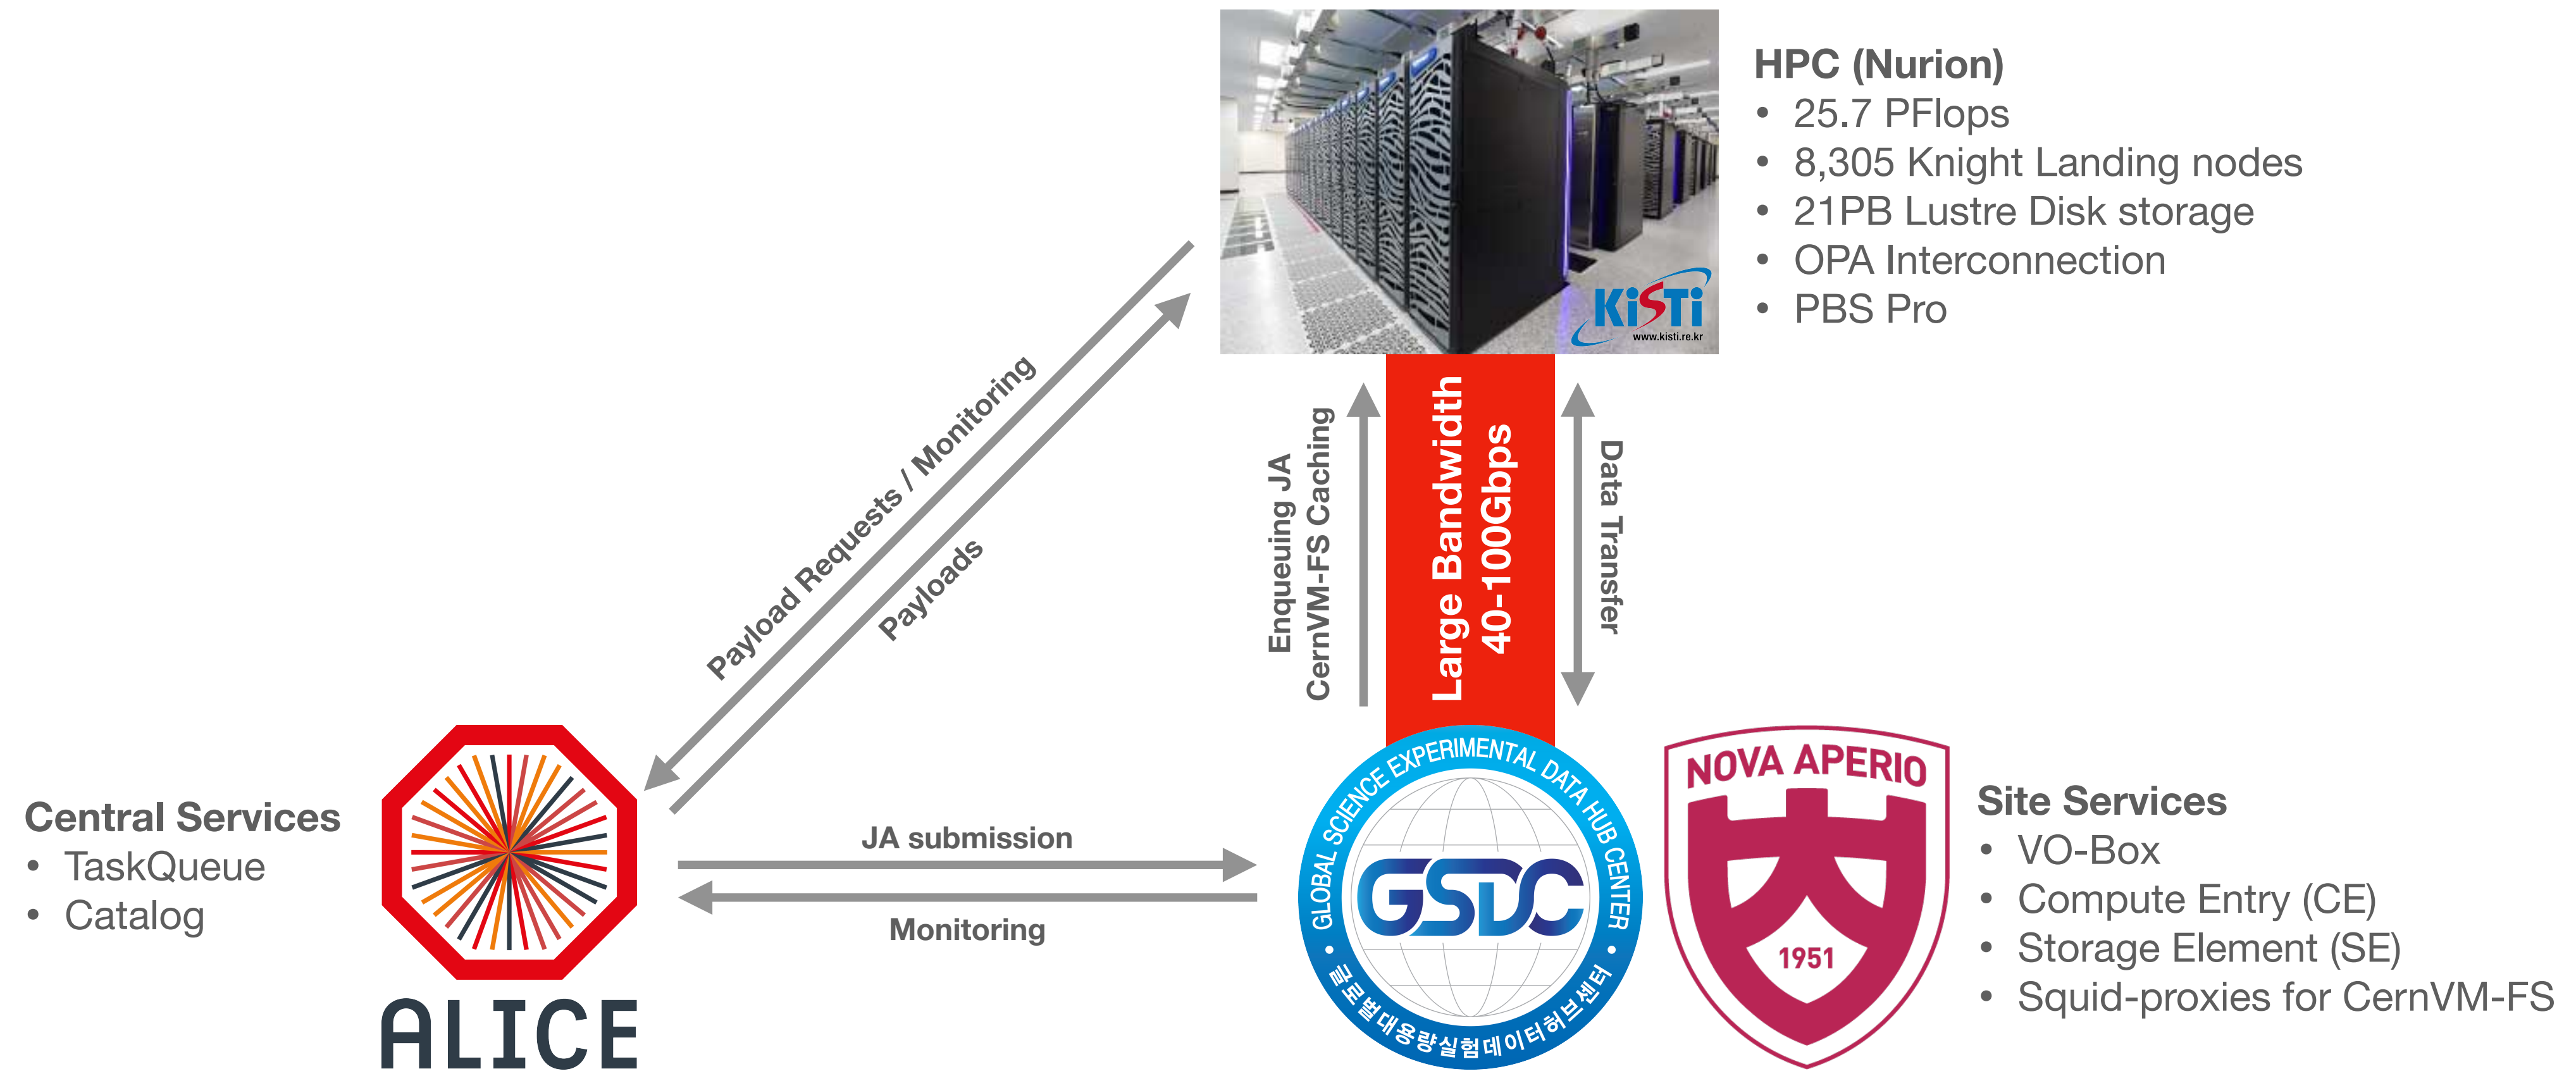 HPC (Nurion)
• 25.7 PFlops
• 8,305 Knight Landing nodes
• 21PB Lustre Disk storage
• OPA Interconnection
• PBS Pro
KiSTi
www.kisti.re.kr
Payload Requests / Monitoring
Payloads
Enqueuing JA
CernVM-FS Caching
Large Bandwidth
40-100Gbps
Data Transfer
Central Services
• TaskQueue
• Catalog
ALICE
JA submission
Monitoring
GLOBAL SCIENCE EXPERIMENTAL DATA HUB CENTER
GSDC
글로벌대용량실험데이터허브센터
NOVA APERIO
1951
Site Services
• VO-Box
• Compute Entry (CE)
• Storage Element (SE)
• Squid-proxies for CernVM-FS